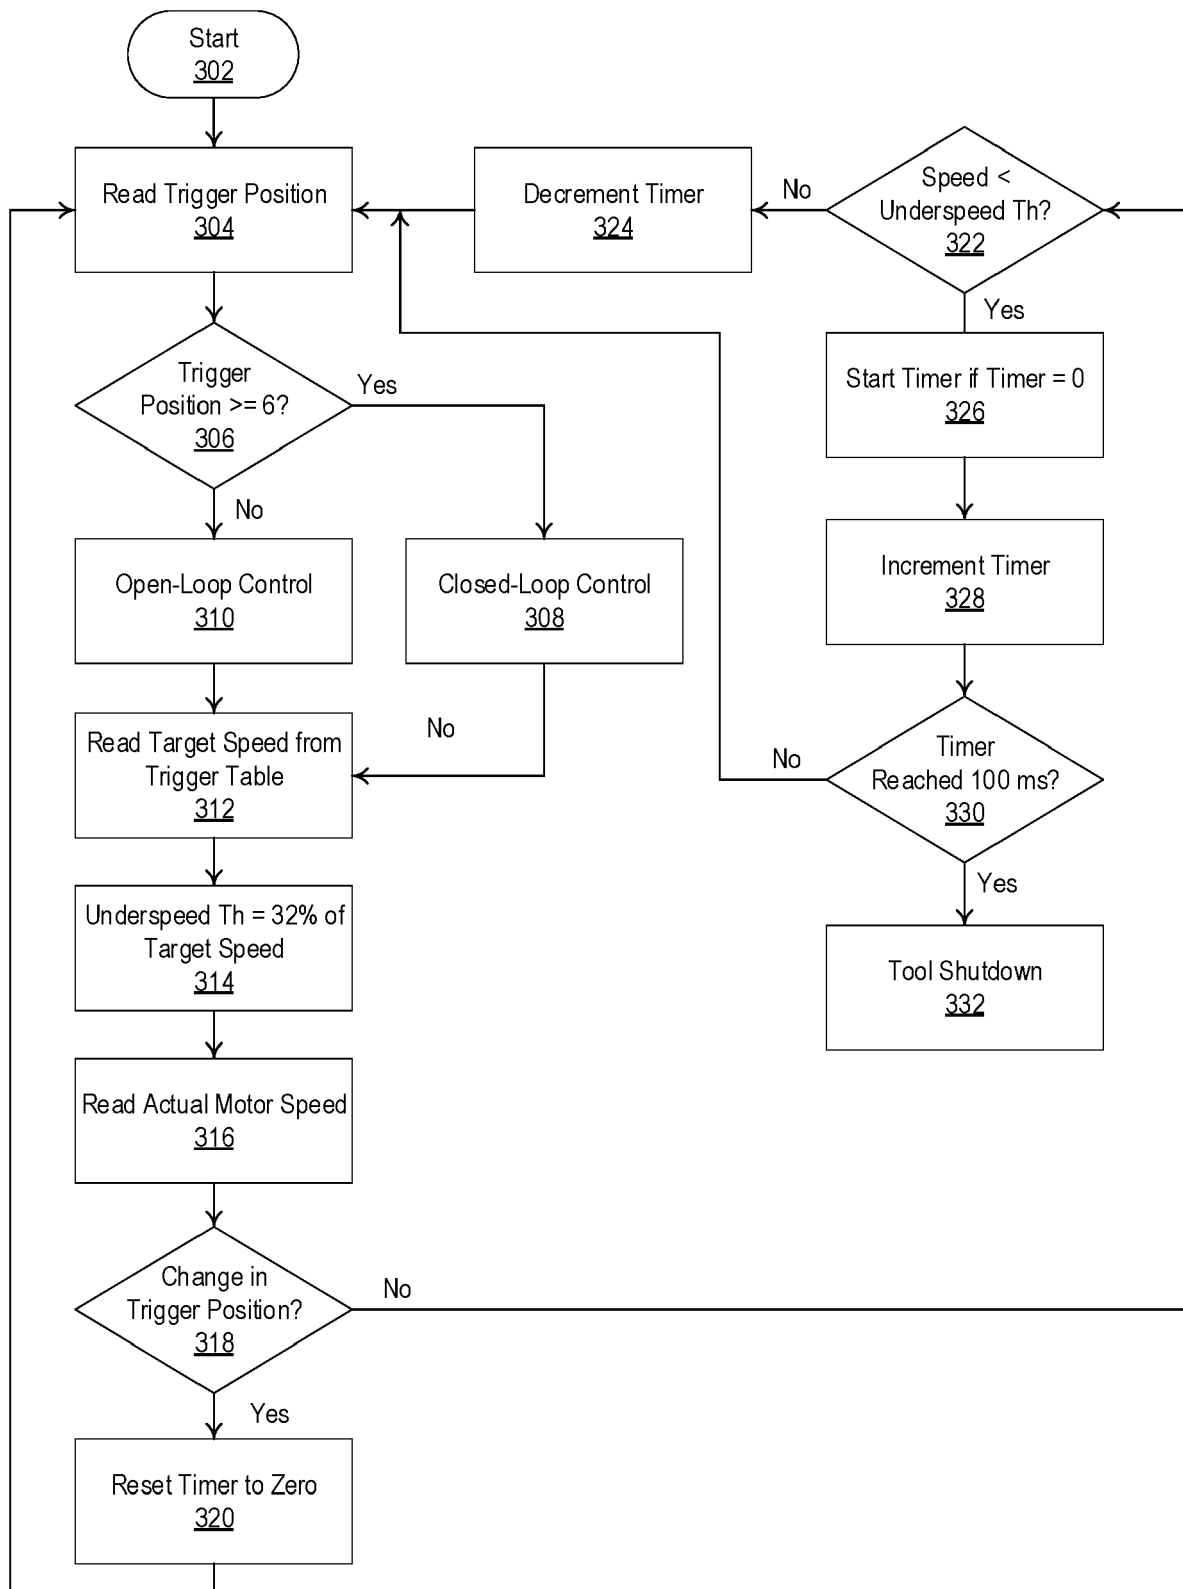 Start
302
Read Trigger Position
304
Trigger
Position >= 6?
306
Yes
No
Open-Loop Control
310
Closed-Loop Control
308
No
Read Target Speed from
Trigger Table
312
Underspeed Th = 32% of
Target Speed
314
Read Actual Motor Speed
316
Change in
Trigger Position?
318
No
Yes
Reset Timer to Zero
320
Speed <
Underspeed Th?
322
No
Decrement Timer
324
Yes
Start Timer if Timer = 0
326
Increment Timer
328
Timer
Reached 100 ms?
330
No
Yes
Tool Shutdown
332